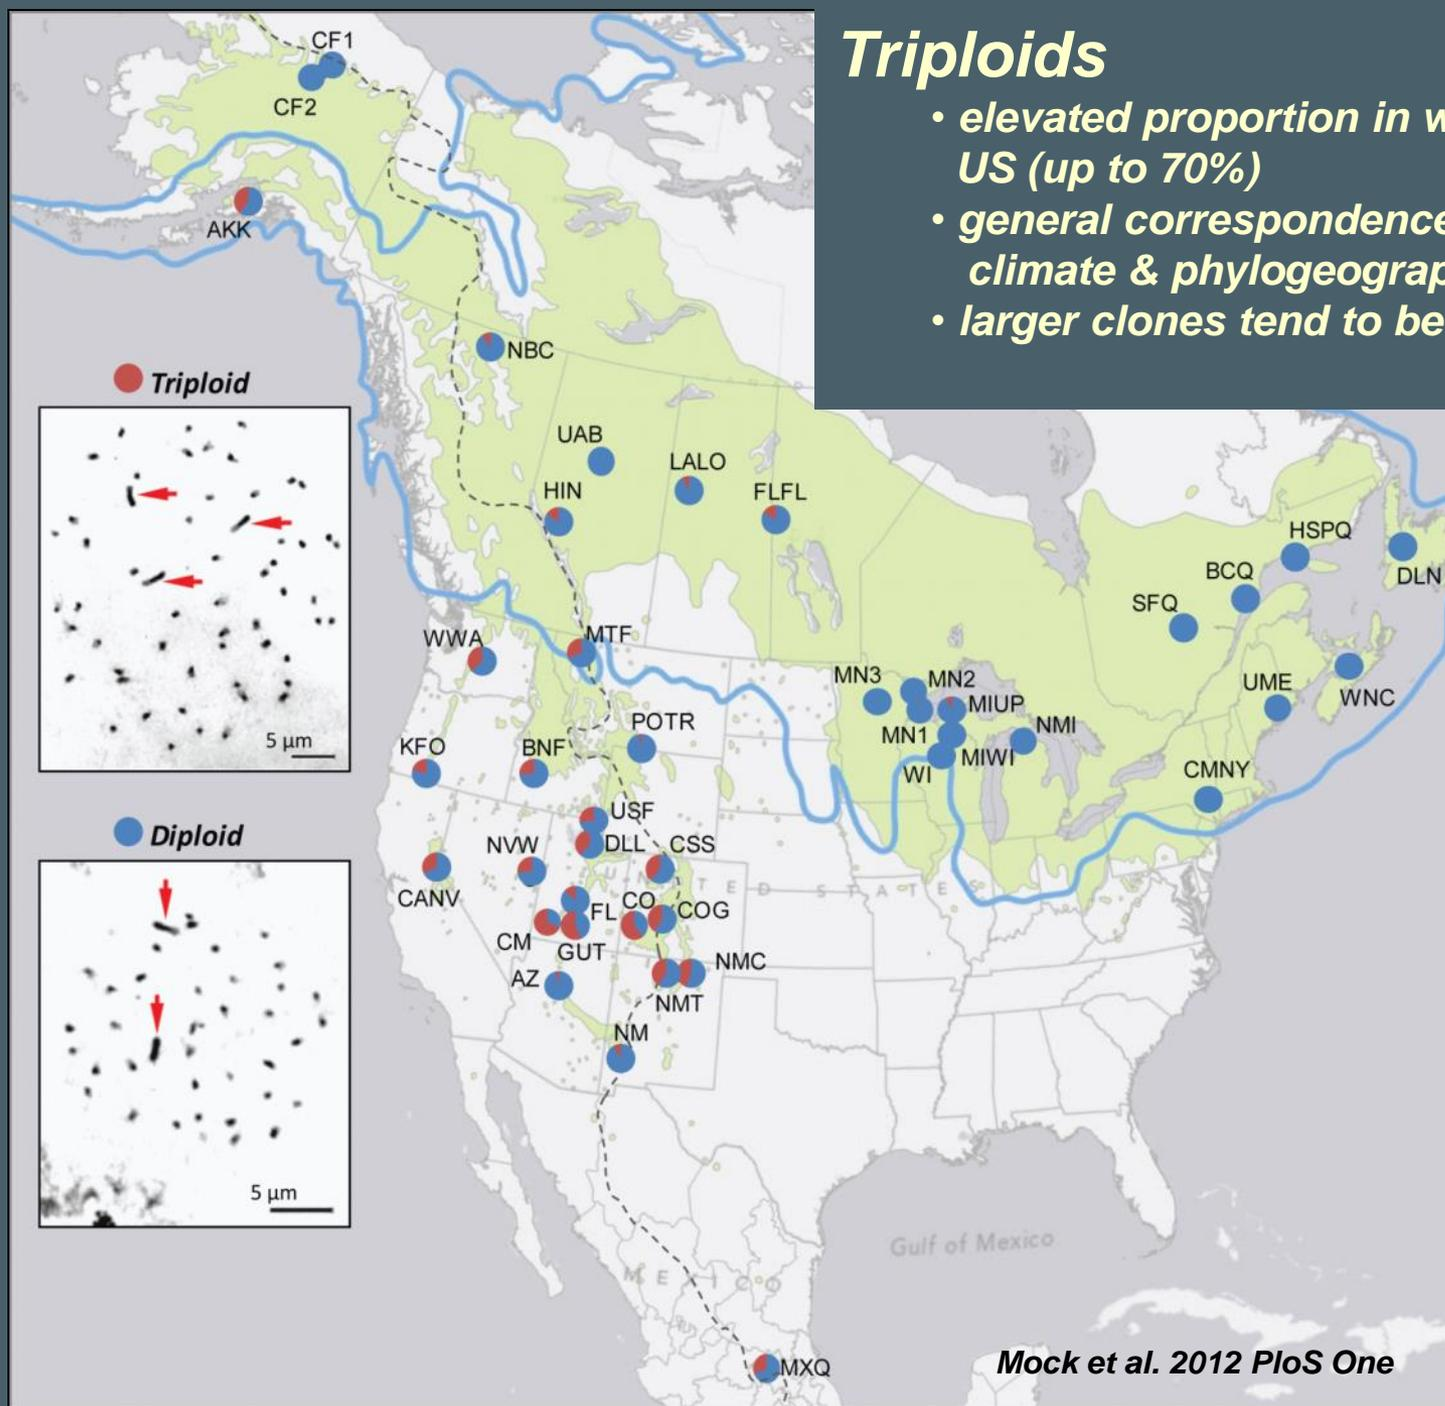 Triploids
• elevated proportion in w
US (up to 70%)
• general correspondence
climate & phylogeograp
• larger clones tend to be
CF1
CF2
AKK
NBC
Triploid
UAB
LALO
HIN
FLFL
HSPQ
BCQ
DLN
SFQ
WWA
MTF
MN3
MN2
UME
MIUP
WNC
POTR
MN1
NMI
5 µm
KFO
BNF
WI
MIWI
CMNY
USF
Diploid
NVW
DLL
CSS
UNITED STATES
CANV
FL
CO
COG
CM
GUT
AZ
NMC
NMT
NM
5 µm
Gulf of Mexico
MEXICO
MXQ
Mock et al. 2012 PloS One